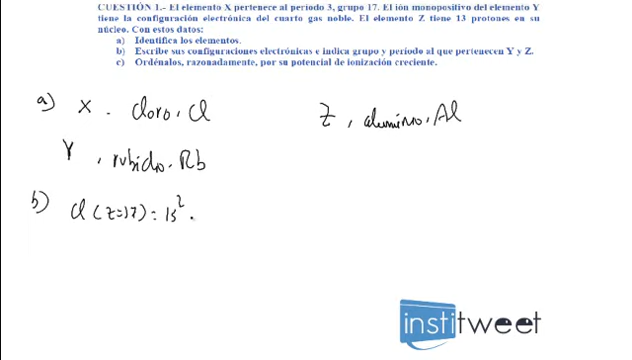 CUESTIÓN 1.- El elemento X pertenece al período 3, grupo 17. El ión monopositivo del elemento Y
tiene la configuración electrónica del cuarto gas noble. El elemento Z tiene 13 protones en su
núcleo. Con estos datos:
a) Identifica los elementos.
b) Escribe sus configuraciones electrónicas e indica grupo y período al que pertenecen Y y Z.
c) Ordénalos, razonadamente, por su potencial de ionización creciente.
a) X . cloro . Cl
Z , aluminio . Al
Y , rubidio . Rb
b) Cl (Z=17) : 1s² .
institweet